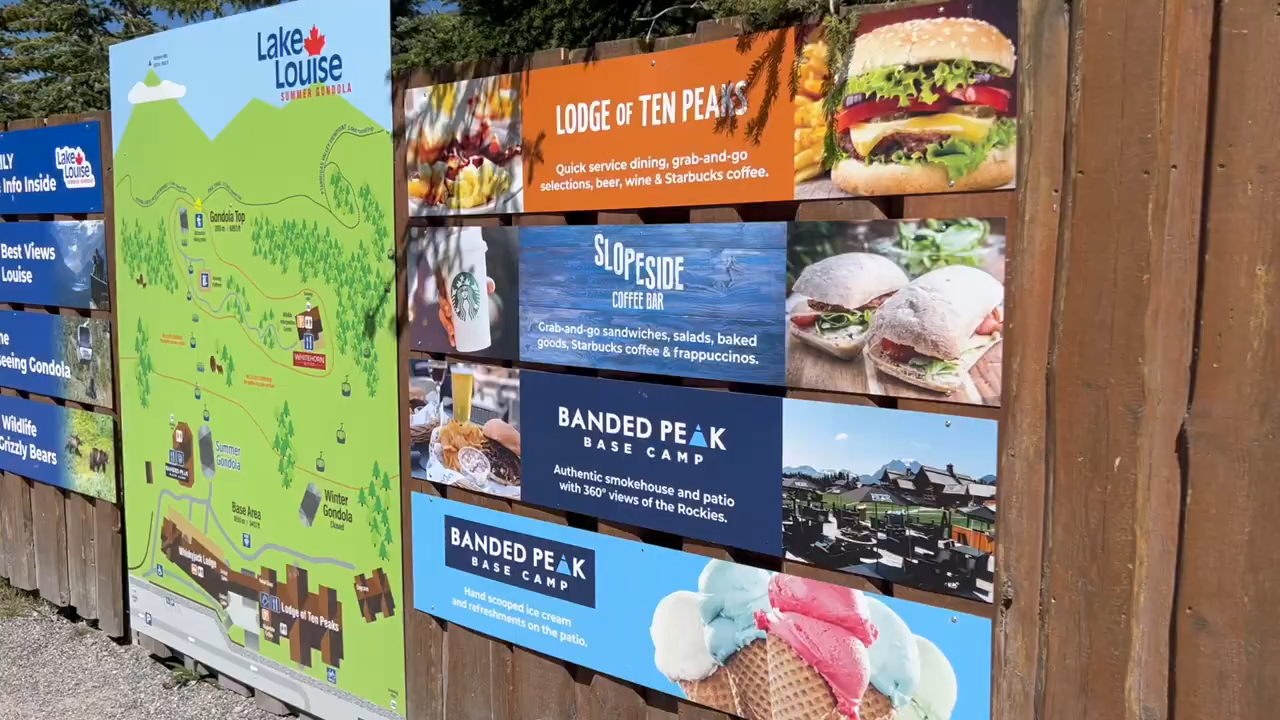 ILY
Info Inside
Lake
Louise
Best Views
Louise
ne
eeing Gondola
Wildlife
Grizzly Bears
Lake
Louise
SUMMER GONDOLA
Gondola Top
WHITEHORN
Summer
Gondola
Winter
Gondola
Closed
Base Area
Whiskyjack Lodge
Lodge of Ten Peaks
LODGE OF TEN PEAKS
Quick service dining, grab-and-go
selections, beer, wine & Starbucks coffee.
SLOPESIDE
COFFEE BAR
Grab-and-go sandwiches, salads, baked
goods, Starbucks coffee & frappuccinos.
BANDED PEAK
BASE CAMP
Authentic smokehouse and patio
with 360° views of the Rockies.
BANDED PEAK
BASE CAMP
Hand scooped ice cream
and refreshments on the patio.